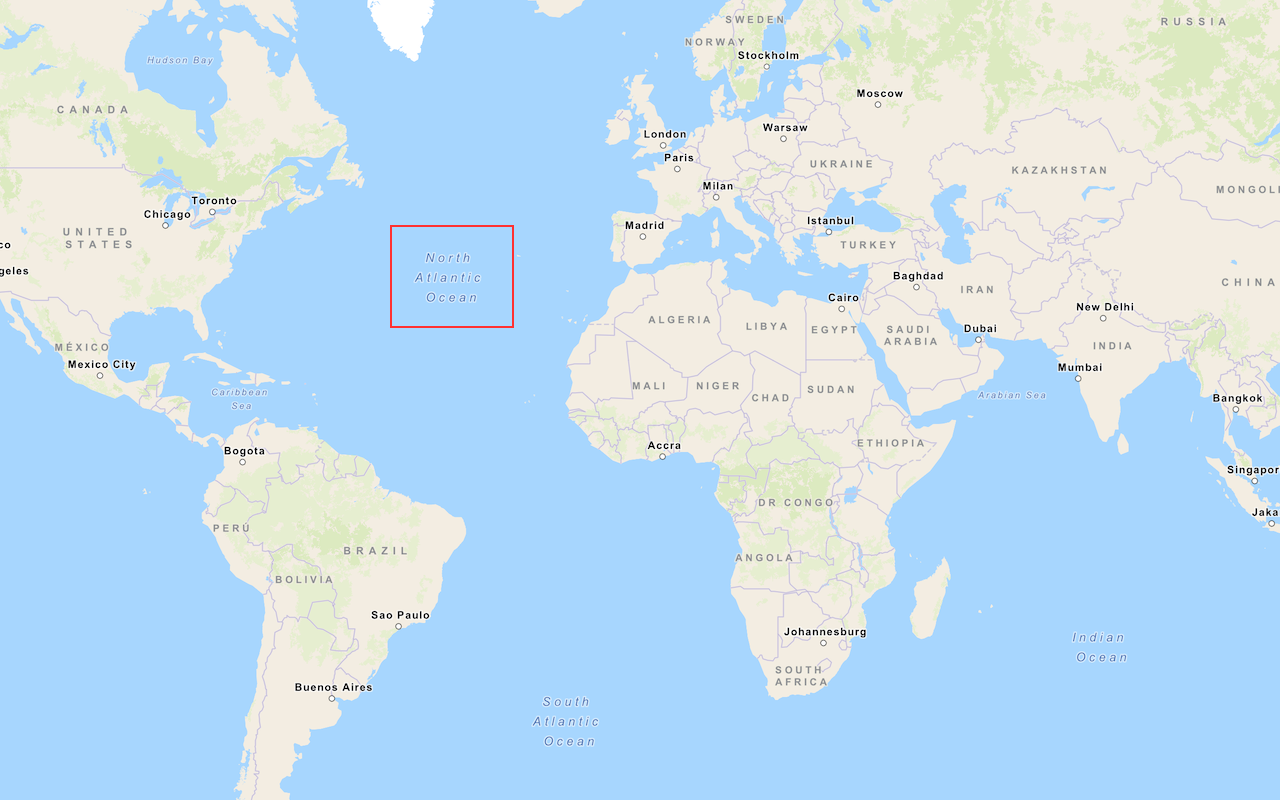 SWEDEN
RUSSIA
NORWAY
Stockholm
Hudson Bay
Moscow
CANADA
Warsaw
London
Paris
UKRAINE
KAZAKHSTAN
Milan
MONGOL
Toronto
Chicago
Istanbul
Madrid
UNITED
STATES
TURKEY
co
North
Atlantic
Ocean
geles
Baghdad
CHINA
IRAN
Cairo
New Delhi
ALGERIA
LIBYA
EGYPT
SAUDI
ARABIA
Dubai
INDIA
MÉXICO
Mexico City
Mumbai
MALI
NIGER
SUDAN
CHAD
Caribbean
Sea
Arabian Sea
Bangkok
Accra
ETHIOPIA
Bogota
Singapor
DR CONGO
Jaka
PERÚ
BRAZIL
ANGOLA
BOLIVIA
Sao Paulo
Johannesburg
Indian
Ocean
SOUTH
AFRICA
Buenos Aires
South
Atlantic
Ocean